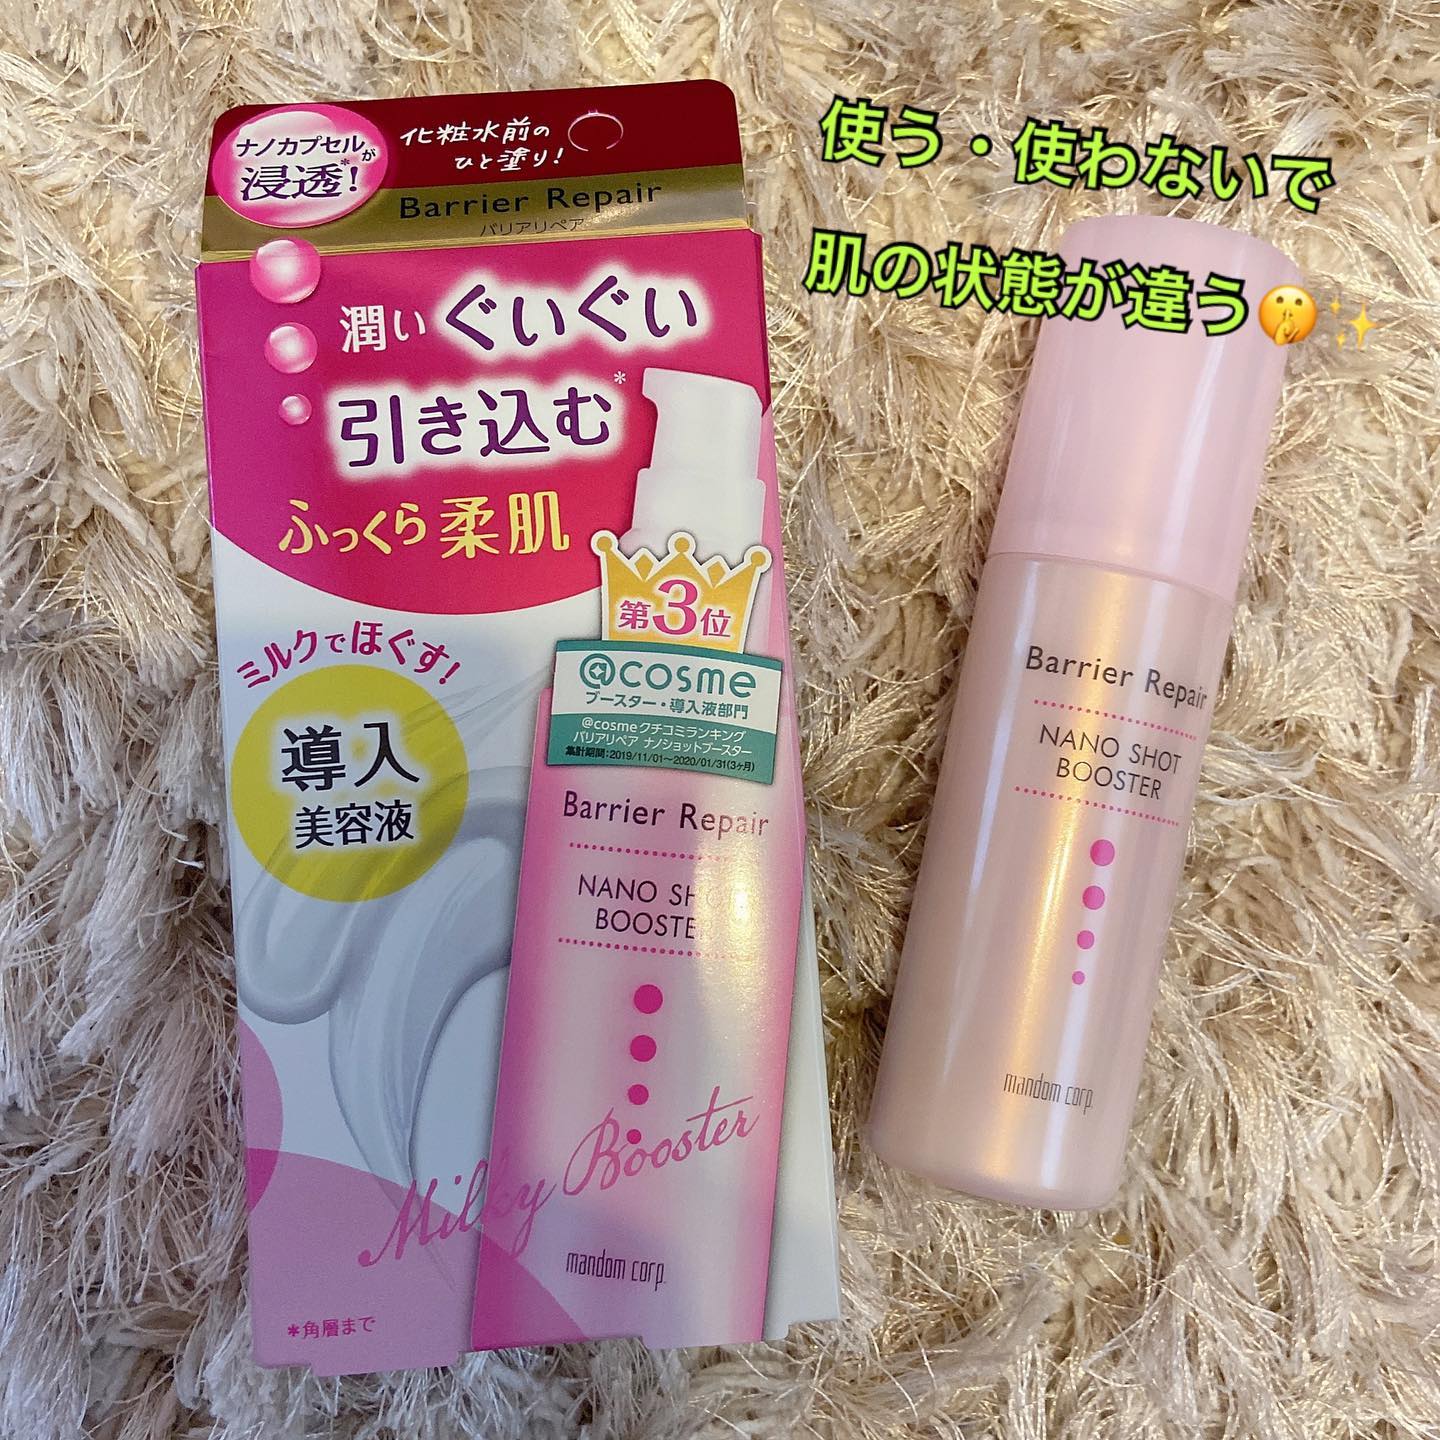 使う・使わないで
肌の状態が違う🤫✨
ナノカプセルが
浸透*!
化粧水前の
ひと塗り!
Barrier Repair
バリアリペア
潤いぐいぐい
引き込む*
ふっくら柔肌
ミルクでほぐす!
導入
美容液
第3位
@cosme
ブースター・導入液部門
@cosmeクチコミランキング
バリアリペア ナノショットブースター
集計期間:2019/11/01〜2020/01/31(3ヶ月)
Barrier Repair
NANO SHOT
BOOSTER
Milky Booster
mandom corp.
*角層まで
Barrier Repair
NANO SHOT
BOOSTER
mandom corp.